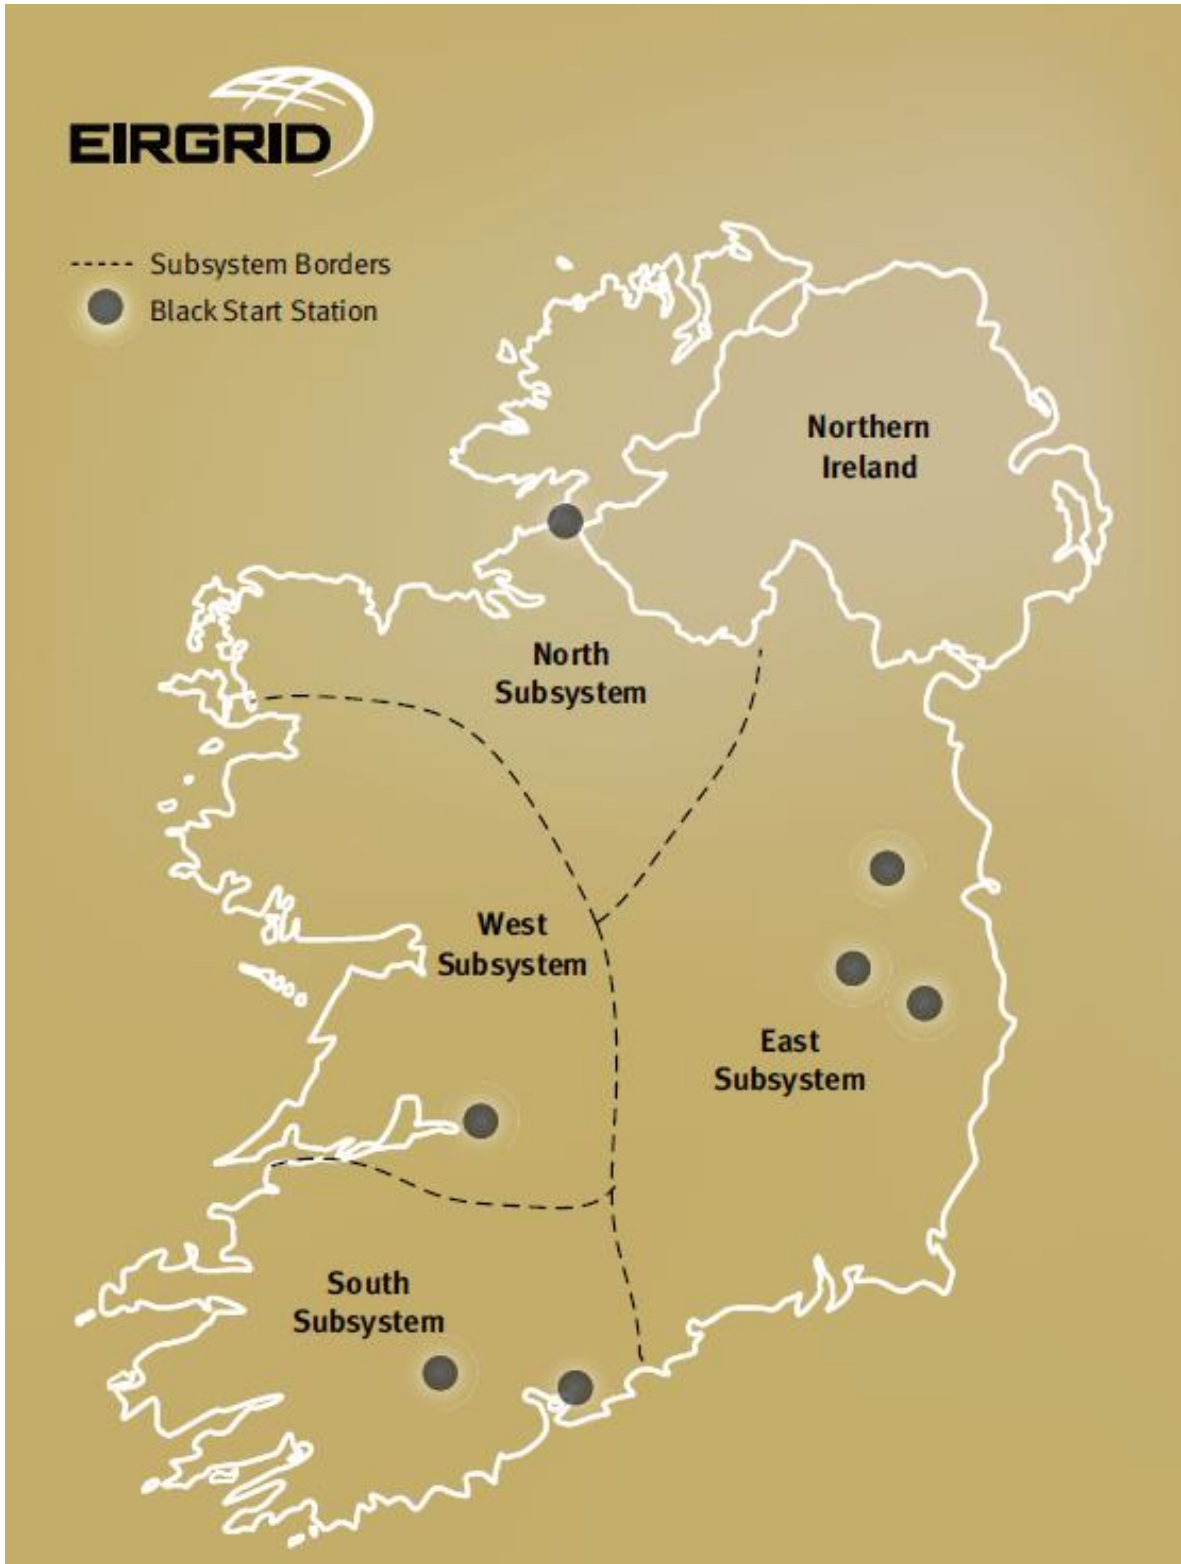 EIRGRID
Subsystem Borders
Black Start Station
Northern
Ireland
North
Subsystem
West
Subsystem
East
Subsystem
South
Subsystem